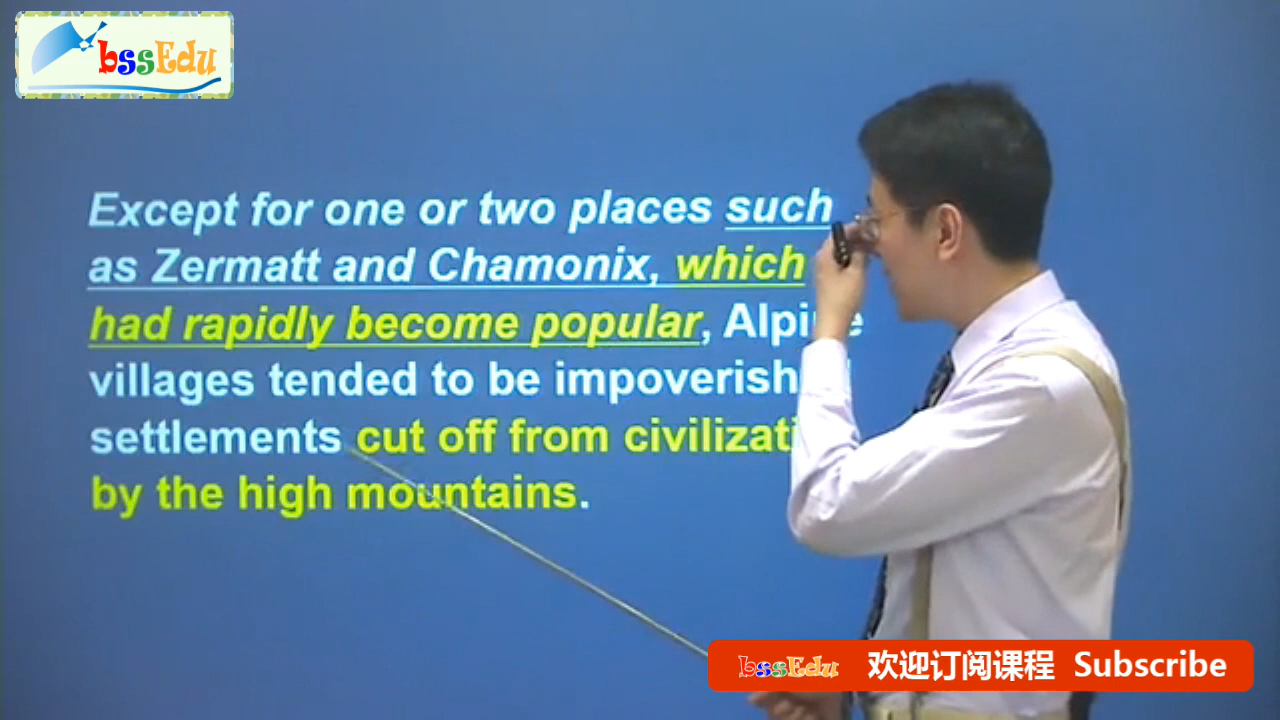 bssEdu
Except for one or two places such
as Zermatt and Chamonix, which
had rapidly become popular, Alpine
villages tended to be impoverished
settlements cut off from civilizati
by the high mountains.
bssEdu 欢迎订阅课程 Subscribe